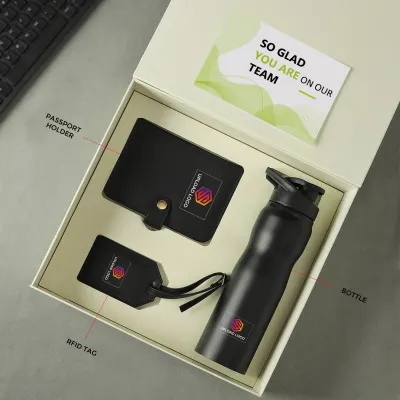 SO GLAD
YOU ARE ON OUR
TEAM
PASSPORT
HOLDER
UPLOAD LOGO
UPLOAD LOGO
BOTTLE
UPLOAD LOGO
RFID TAG